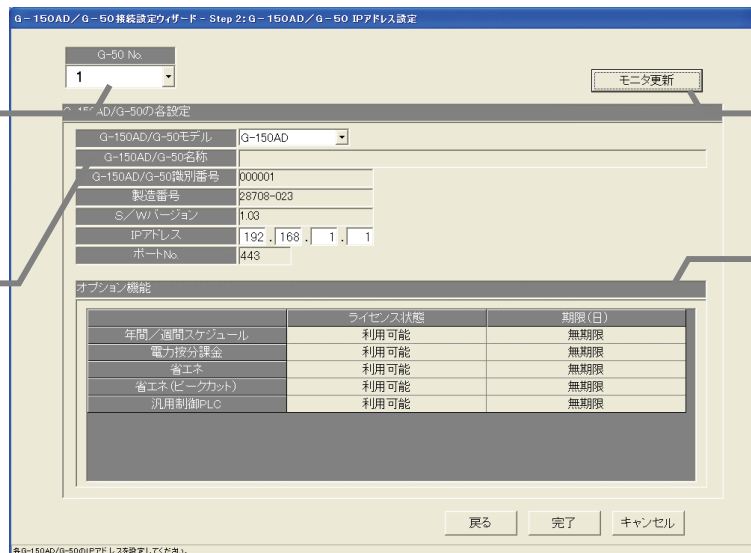 G-150AD/G-50接続設定ウィザード - Step 2: G-150AD/G-50 IPアドレス設定
G-50 No.
1
モニタ更新
G-150AD/G-50の各設定
G-150AD/G-50モデル G-150AD
G-150AD/G-50名称
G-150AD/G-50識別番号 000001
製造番号 28708-023
S/Wバージョン 1.03
IPアドレス 192 . 168 . 1 . 1
ポートNo. 443
オプション機能
ライセンス状態 期限(日)
年間/週間スケジュール 利用可能 無期限
電力按分課金 利用可能 無期限
省エネ 利用可能 無期限
省エネ(ピークカット) 利用可能 無期限
汎用制御PLC 利用可能 無期限
戻る 完了 キャンセル
各G-150AD/G-50のIPアドレスを設定してください。